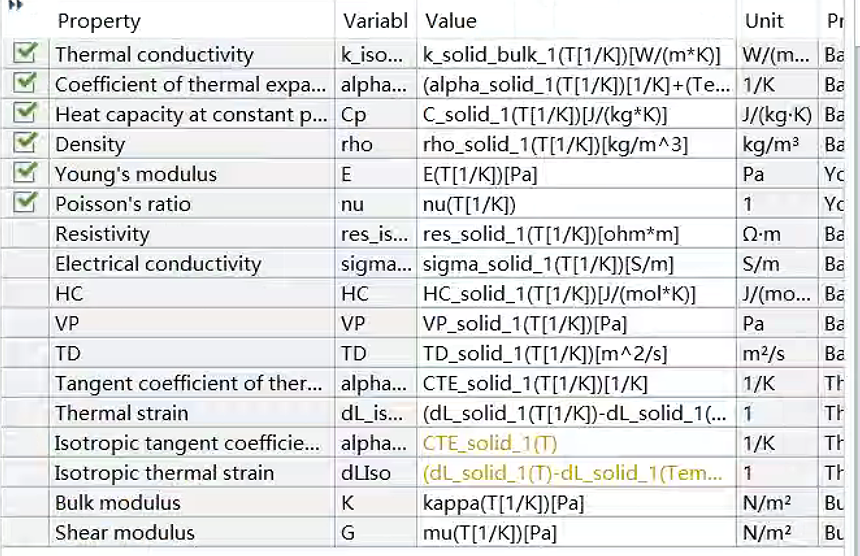 Property Variabl Value Unit Pr
Thermal conductivity k_iso... k_solid_bulk_1(T[1/K])[W/(m*K)] W/(m... Ba
Coefficient of thermal expa... alpha... (alpha_solid_1(T[1/K])[1/K]+(Te... 1/K Ba
Heat capacity at constant p... Cp C_solid_1(T[1/K])[J/(kg*K)] J/(kg·K) Ba
Density rho rho_solid_1(T[1/K])[kg/m^3] kg/m³ Ba
Young's modulus E E(T[1/K])[Pa] Pa Yo
Poisson's ratio nu nu(T[1/K]) 1 Yo
Resistivity res_is... res_solid_1(T[1/K])[ohm*m] Ω·m Ba
Electrical conductivity sigma... sigma_solid_1(T[1/K])[S/m] S/m Ba
HC HC HC_solid_1(T[1/K])[J/(mol*K)] J/(mo... Ba
VP VP VP_solid_1(T[1/K])[Pa] Pa Ba
TD TD TD_solid_1(T[1/K])[m^2/s] m²/s Ba
Tangent coefficient of ther... alpha... CTE_solid_1(T[1/K])[1/K] 1/K Th
Thermal strain dL_is... (dL_solid_1(T[1/K])-dL_solid_1(... 1 Th
Isotropic tangent coefficie... alpha... CTE_solid_1(T) 1/K Th
Isotropic thermal strain dLIso (dL_solid_1(T)-dL_solid_1(Tem... 1 Th
Bulk modulus K kappa(T[1/K])[Pa] N/m² Bu
Shear modulus G mu(T[1/K])[Pa] N/m² Bu